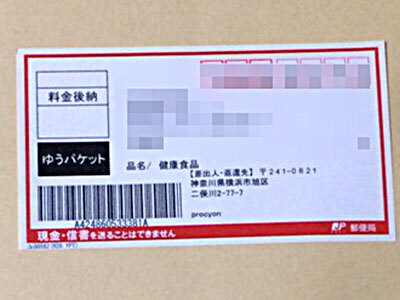 料金後納
ゆうパケット
品名/ 健康食品
【差出人・返還先】〒241-0821
神奈川県横浜市旭区
二俣川2-77-7
procyon
A424860533381A
現金・信書を送ることはできません
JP 郵便局